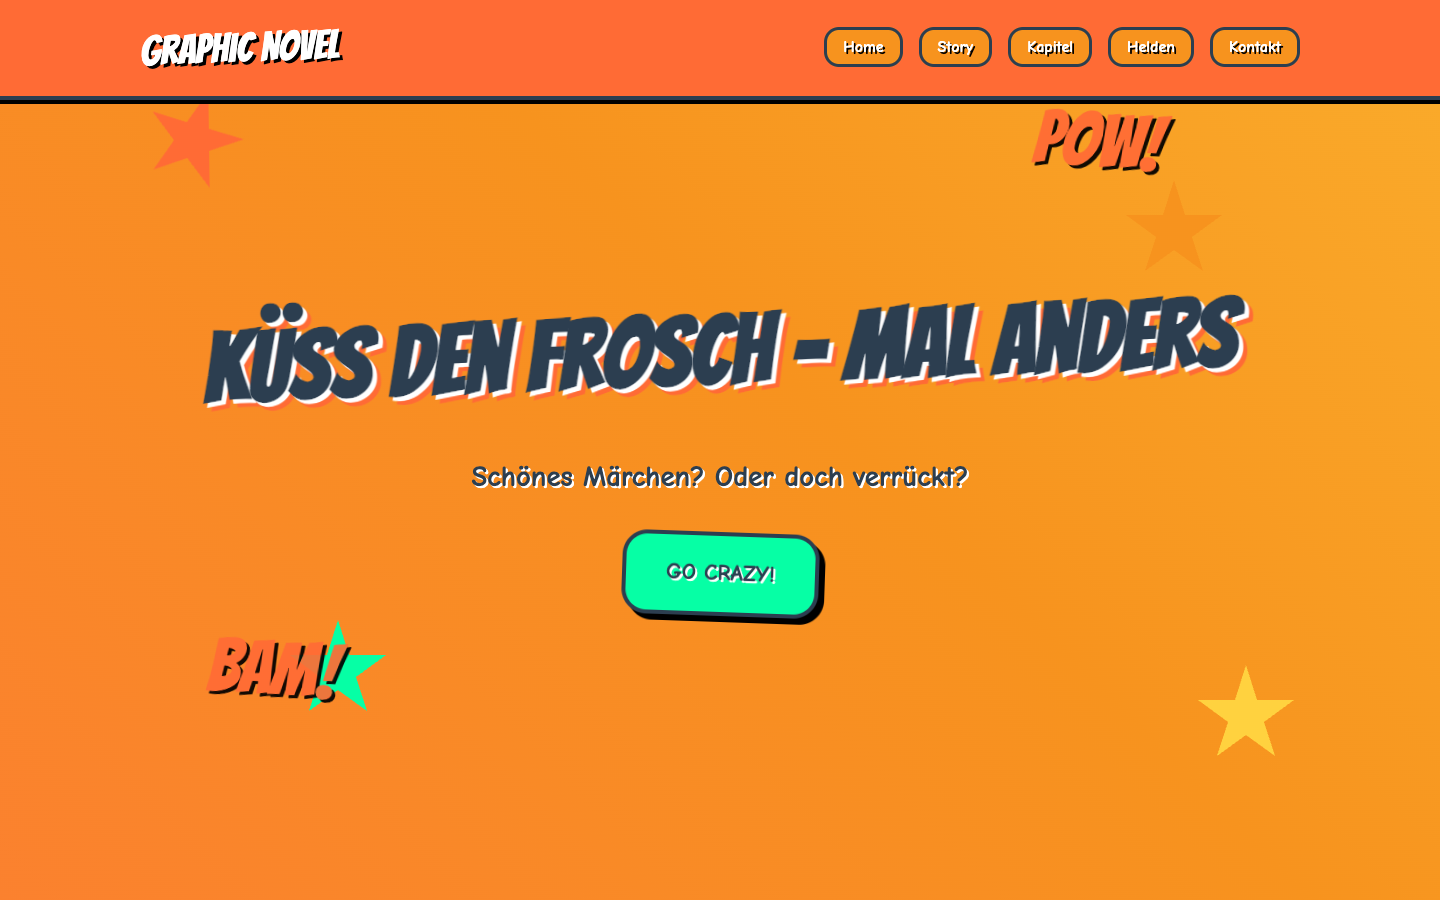 GRAPHIC NOVEL
Home
Story
Kapitel
Helden
Kontakt
POW!
KÜSS DEN FROSCH - MAL ANDERS
Schönes Märchen? Oder doch verrückt?
GO CRAZY!
BAM!